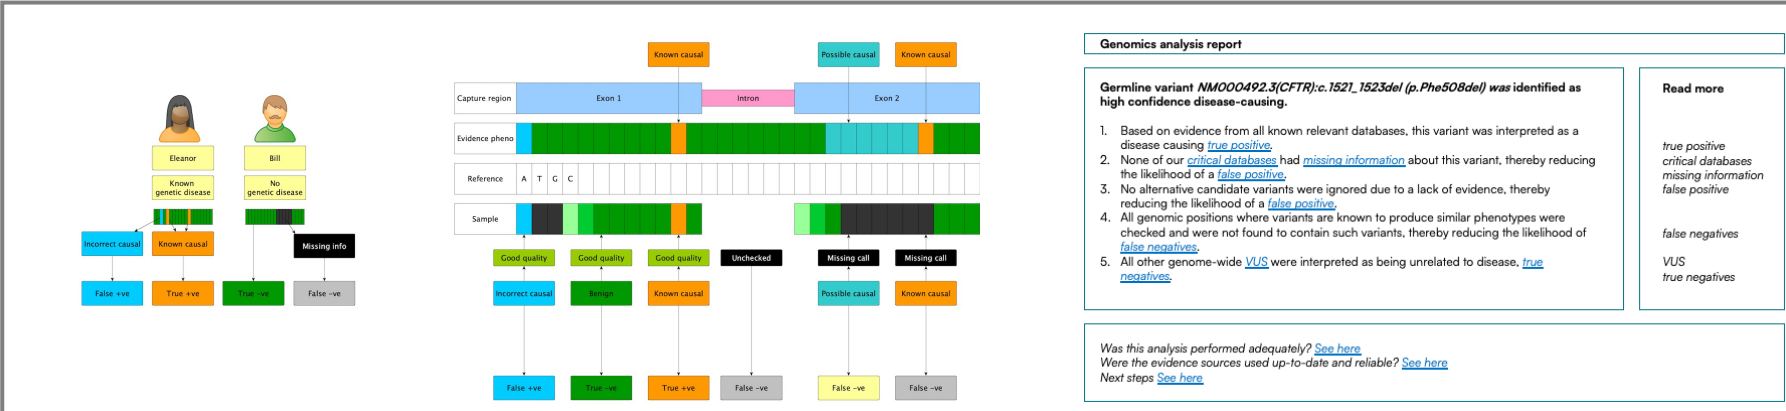 Eleanor
Bill
Known
genetic disease
No
genetic disease
Incorrect causal
Known causal
Missing info
False +ve
True +ve
True −ve
False −ve
Known causal
Possible causal
Known causal
Capture region
Exon 1
Intron
Exon 2
Evidence pheno
Reference
A T G C
Sample
Good quality
Good quality
Good quality
Unchecked
Missing call
Missing call
Incorrect causal
Benign
Known causal
Possible causal
Known causal
False +ve
True −ve
True +ve
False −ve
False −ve
False −ve
Genomics analysis report
Germline variant NM000492.3(CFTR):c.1521_1523del (p.Phe508del) was identified as
high confidence disease-causing.
1. Based on evidence from all known relevant databases, this variant was interpreted as a
disease causing true positive.
2. None of our critical databases had missing information about this variant, thereby reducing
the likelihood of a false positive.
3. No alternative candidate variants were ignored due to a lack of evidence, thereby
reducing the likelihood of a false positive.
4. All genomic positions where variants are known to produce similar phenotypes were
checked and were not found to contain such variants, thereby reducing the likelihood of
false negatives.
5. All other genome-wide VUS were interpreted as being unrelated to disease, true
negatives.
Read more
true positive
critical databases
missing information
false positive
false negatives
VUS
true negatives
Was this analysis performed adequately? See here
Were the evidence sources used up-to-date and reliable? See here
Next steps See here